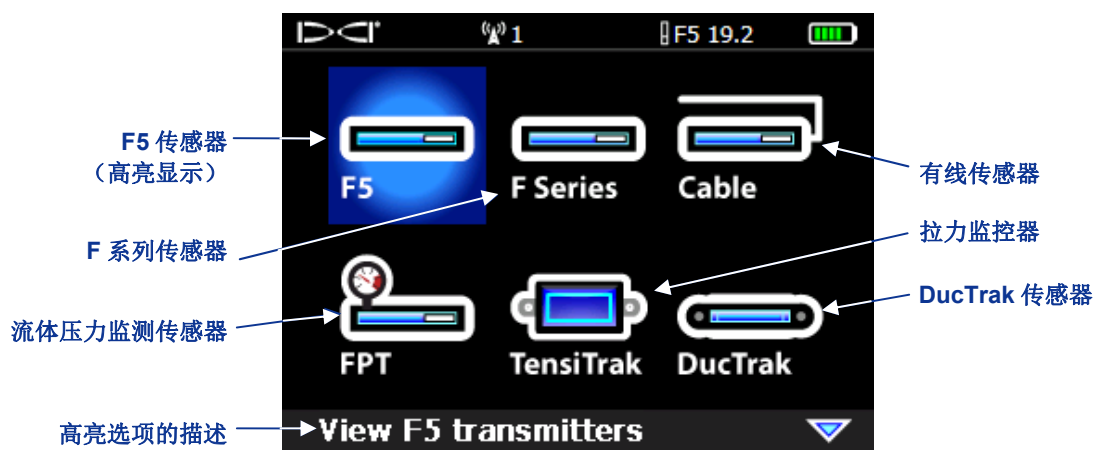 DCI
1
F5 19.2
F5 传感器
（高亮显示）
F5
F Series
Cable
有线传感器
F 系列传感器
拉力监控器
DucTrak 传感器
流体压力监测传感器
FPT
TensiTrak
DucTrak
高亮选项的描述
View F5 transmitters